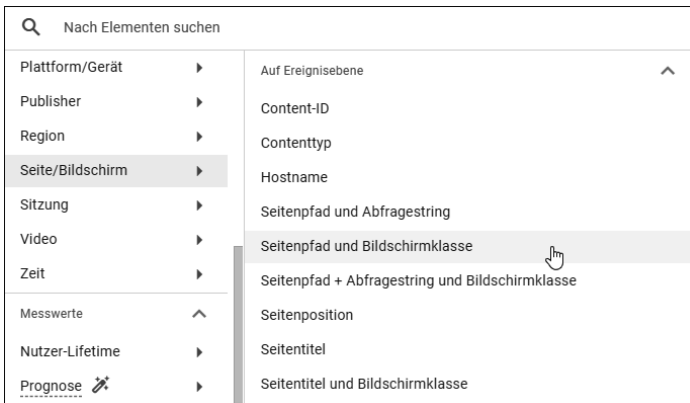 Nach Elementen suchen
Plattform/Gerät
Publisher
Region
Seite/Bildschirm
Sitzung
Video
Zeit
Messwerte
Nutzer-Lifetime
Prognose
Auf Ereignisebene
Content-ID
Contenttyp
Hostname
Seitenpfad und Abfragestring
Seitenpfad und Bildschirmklasse
Seitenpfad + Abfragestring und Bildschirmklasse
Seitenposition
Seitentitel
Seitentitel und Bildschirmklasse